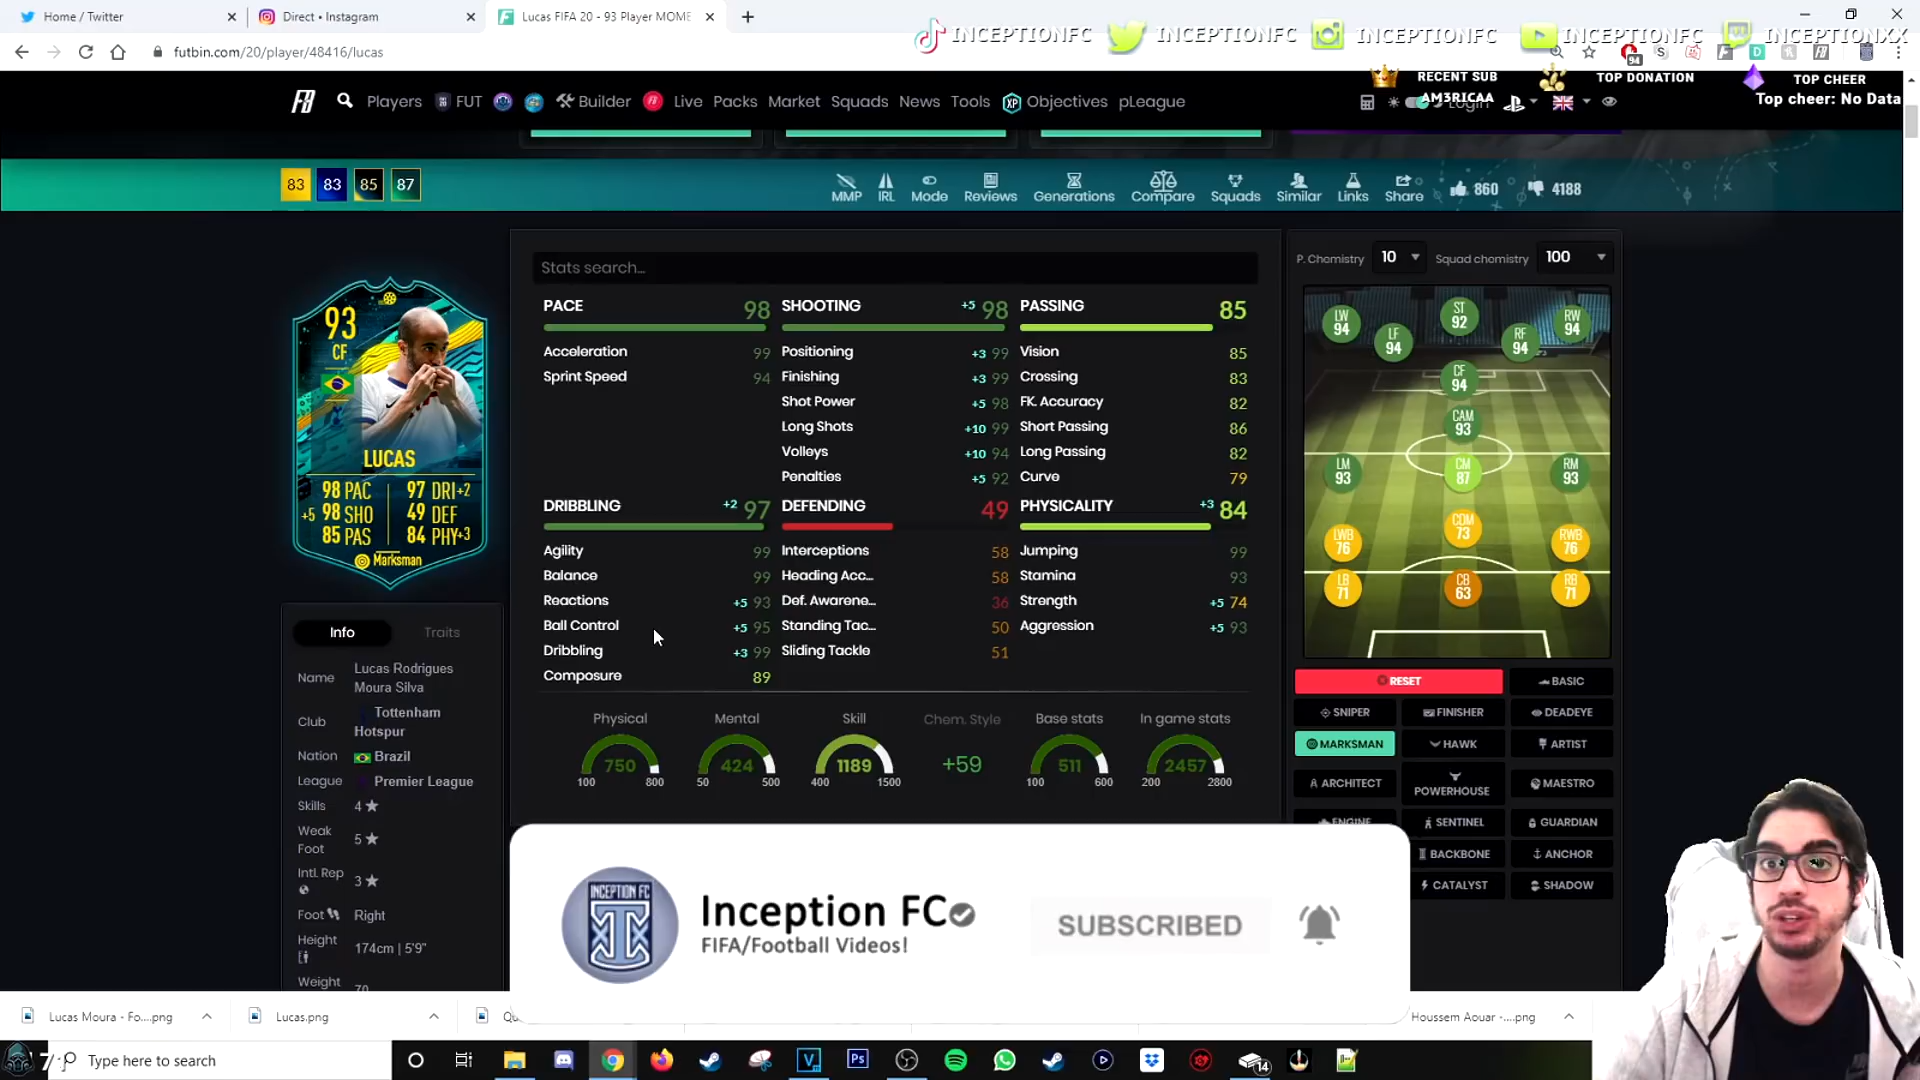 Home / Twitter
Direct • Instagram
Lucas FIFA 20 - 93 Player MOME
futbin.com/20/player/48416/lucas
INCEPTIONFC INCEPTIONFC INCEPTIONFC INCEPTIONFC INCEPTIONXX
94
RECENT SUB
AM3RICAA
TOP DONATION
TOP CHEER
Top cheer: No Data
Players FUT Builder Live Packs Market Squads News Tools XP Objectives pLeague
Login
83 83 85 87
MMP IRL Mode Reviews Generations Compare Squads Similar Links Share 860 4188
93
CF
LUCAS
98 PAC 97 DRI+2
+5 98 SHO 49 DEF
85 PAS 84 PHY+3
Marksman
Info Traits
Name Lucas Rodrigues Moura Silva
Club Tottenham Hotspur
Nation Brazil
League Premier League
Skills 4
Weak Foot 5
Intl. Rep 3
Foot Right
Height 174cm | 5'9"
Weight 70
Stats search...
PACE 98
Acceleration 99
Sprint Speed 94
SHOOTING +5 98
Positioning +3 99
Finishing +3 99
Shot Power +5 98
Long Shots +10 99
Volleys +10 94
Penalties +5 92
PASSING 85
Vision 85
Crossing 83
FK. Accuracy 82
Short Passing 86
Long Passing 82
Curve 79
DRIBBLING +2 97
Agility 99
Balance 99
Reactions +5 93
Ball Control +5 95
Dribbling +3 99
Composure 89
DEFENDING 49
Interceptions 58
Heading Acc... 58
Def. Awarene... 36
Standing Tac... 50
Sliding Tackle 51
PHYSICALITY +3 84
Jumping 99
Stamina 93
Strength +5 74
Aggression +5 93
Physical 750 100 800
Mental 424 50 500
Skill 1189 400 1500
Chem. Style +59
Base stats 511 100 600
In game stats 2457 200 2800
P. Chemistry 10 Squad chemistry 100
LW 94
ST 92
RW 94
LF 94
RF 94
CF 94
CAM 93
LM 93
CM 87
RM 93
LWB 76
CDM 73
RWB 76
LB 71
CB 63
RB 71
RESET BASIC
SNIPER FINISHER DEADEYE
MARKSMAN HAWK ARTIST
ARCHITECT POWERHOUSE MAESTRO
ENGINE SENTINEL GUARDIAN
BACKBONE ANCHOR
CATALYST SHADOW
INCEPTION FC
Inception FC
FIFA/Football Videos!
SUBSCRIBED
Lucas Moura - Fo....png
Lucas.png
Houssem Aouar -....png
Type here to search
14